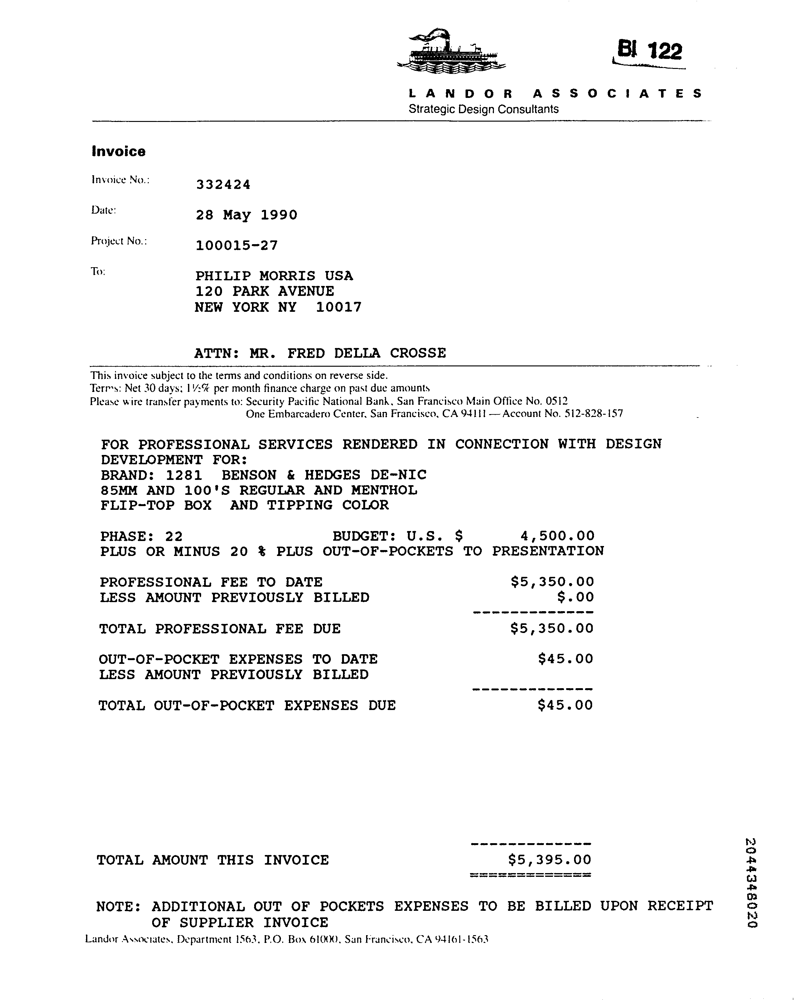 BI 122
LANDOR ASSOCIATES
Strategic Design Consultants
Invoice
Invoice No.: 332424
Date: 28 May 1990
Project No.: 100015-27
To: PHILIP MORRIS USA
120 PARK AVENUE
NEW YORK NY 10017
ATTN: MR. FRED DELLA CROSSE
This invoice subject to the terms and conditions on reverse side.
Terms: Net 30 days; 1½% per month finance charge on past due amounts
Please wire transfer payments to: Security Pacific National Bank, San Francisco Main Office No. 0512
One Embarcadero Center, San Francisco, CA 94111 — Account No. 512-828-157
FOR PROFESSIONAL SERVICES RENDERED IN CONNECTION WITH DESIGN
DEVELOPMENT FOR:
BRAND: 1281 BENSON & HEDGES DE-NIC
85MM AND 100'S REGULAR AND MENTHOL
FLIP-TOP BOX AND TIPPING COLOR
PHASE: 22 BUDGET: U.S. $ 4,500.00
PLUS OR MINUS 20 % PLUS OUT-OF-POCKETS TO PRESENTATION
PROFESSIONAL FEE TO DATE $5,350.00
LESS AMOUNT PREVIOUSLY BILLED $.00
-------------
TOTAL PROFESSIONAL FEE DUE $5,350.00
OUT-OF-POCKET EXPENSES TO DATE $45.00
LESS AMOUNT PREVIOUSLY BILLED
-------------
TOTAL OUT-OF-POCKET EXPENSES DUE $45.00
-------------
TOTAL AMOUNT THIS INVOICE $5,395.00
=============
NOTE: ADDITIONAL OUT OF POCKETS EXPENSES TO BE BILLED UPON RECEIPT
OF SUPPLIER INVOICE
Landor Associates, Department 1563, P.O. Box 61000, San Francisco, CA 94161-1563
2044348020